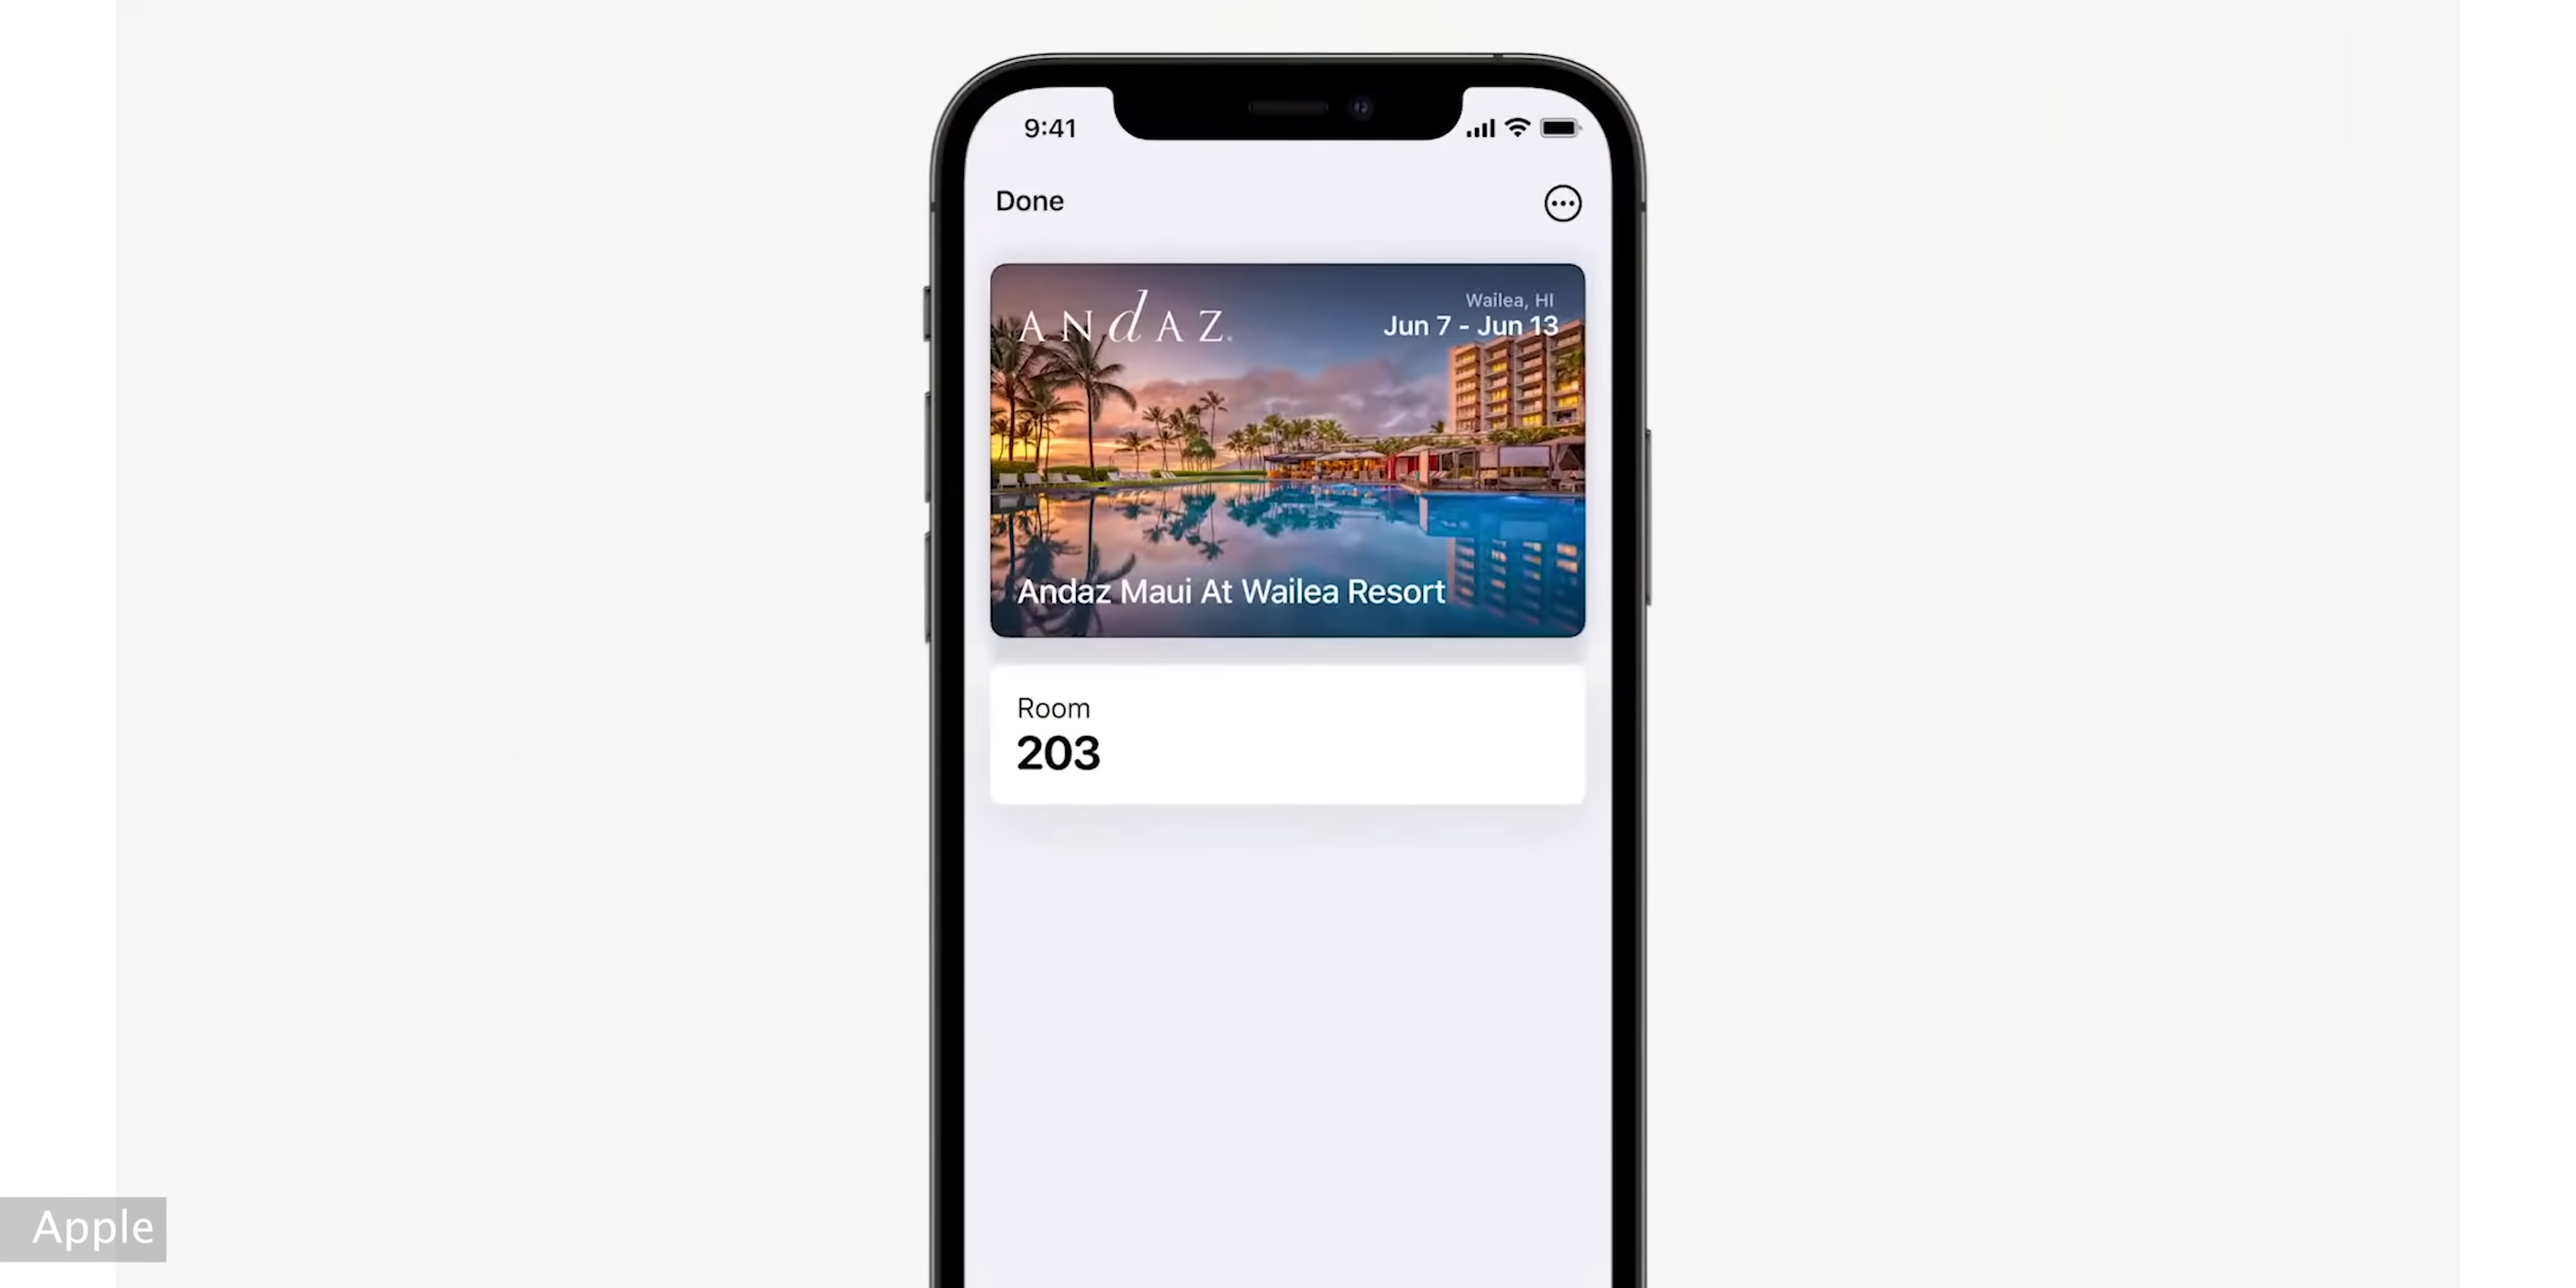 9:41
Done
ANdAZ.
Wailea, HI
Jun 7 - Jun 13
Andaz Maui At Wailea Resort
Room
203
Apple